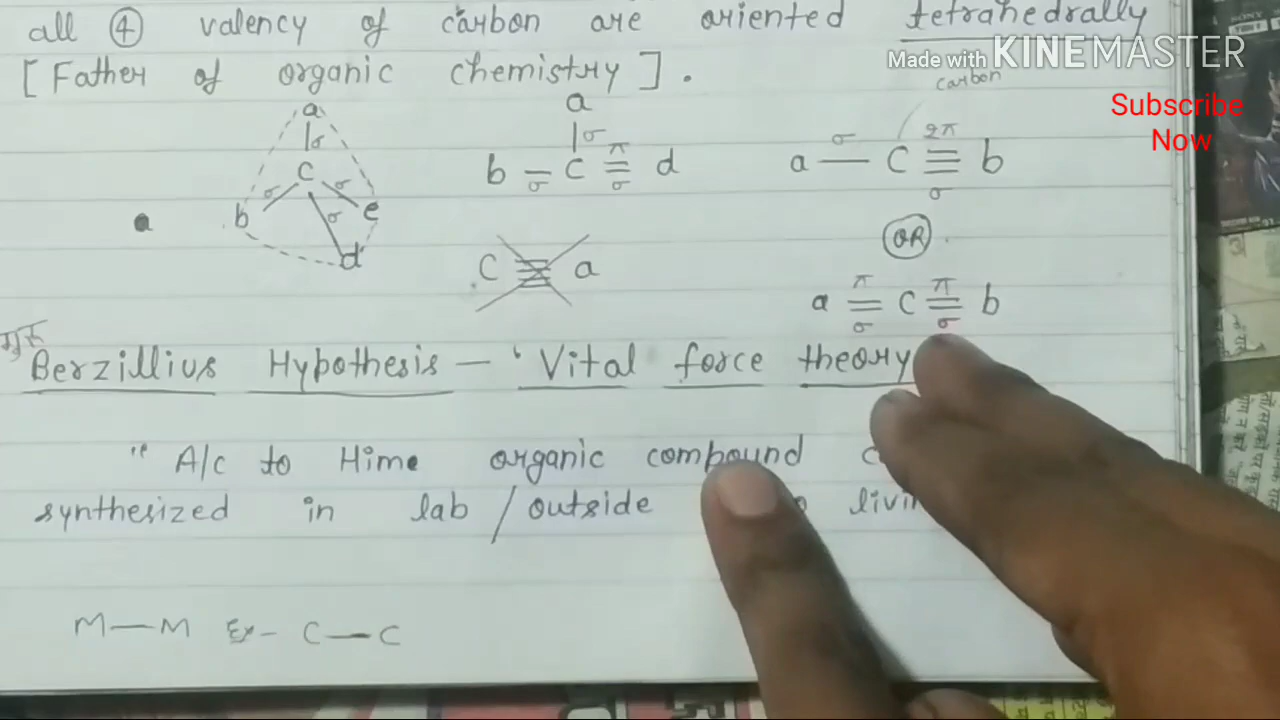 all ④ valency of carbon are oriented tetrahedrally
Made with KINEMASTER
[ Father of organic chemistry ] .
carbon
Subscribe
Now
a
σ
C
σ σ
b σ e
d
a
a
σ π
b = C ≡ d
σ σ
σ 2π
a — C ≡ b
σ
OR
C a
π π
a = C = b
σ σ
Berzillius Hypothesis – ' Vital force theory
" A/c to Hime organic compound
synthesized in lab / outside
M—M Ex- C—C
SONY